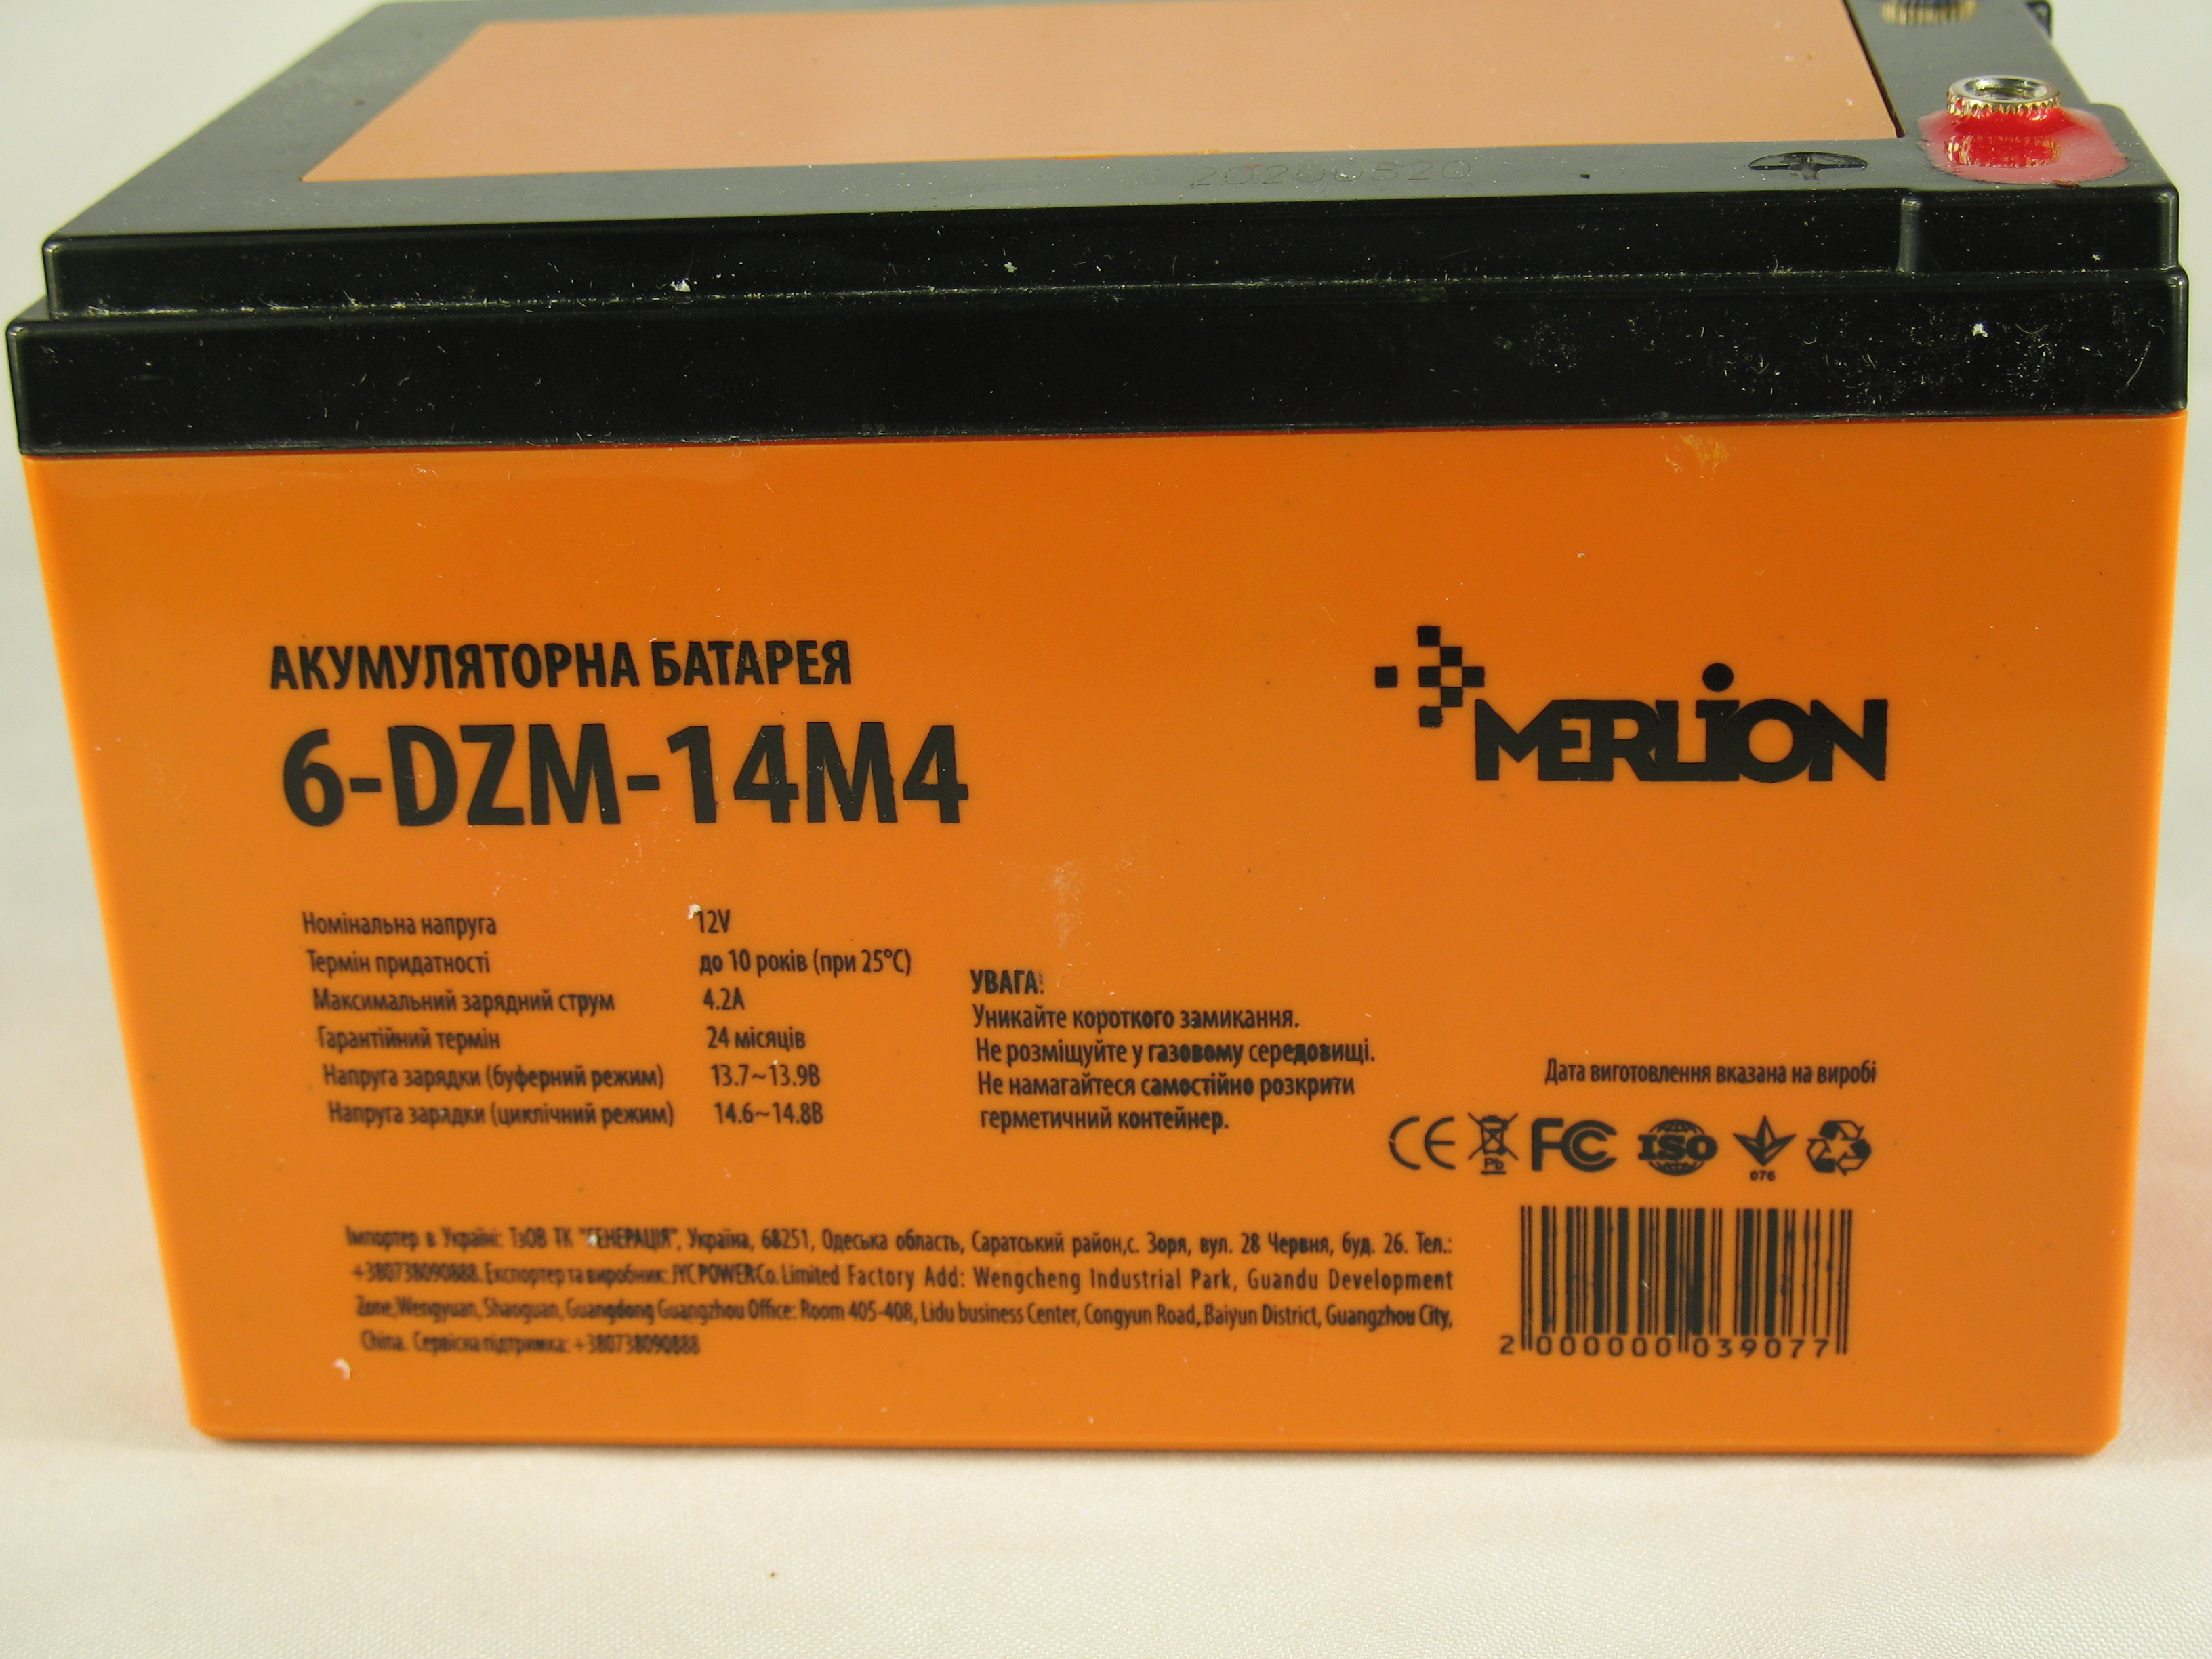 20200520
АКУМУЛЯТОРНА БАТАРЕЯ
6-DZM-14M4
MERLION
Номінальна напруга 12V
Термін придатності до 10 років (при 25°C)
Максимальний зарядний струм 4.2А
Гарантійний термін 24 місяців
Напруга зарядки (буферний режим) 13.7~13.9В
Напруга зарядки (циклічний режим) 14.6~14.8В
УВАГА!
Уникайте короткого замикання.
Не розміщуйте у газовому середовищі.
Не намагайтеся самостійно розкрити
герметичний контейнер.
Дата виготовлення вказана на виробі
CE Pb FC ISO 076
Імпортер в Україні: ТзОВ ТК "ГЕНЕРАЦІЯ", Україна, 68251, Одеська область, Саратський район,с. Зоря, вул. 28 Червня, буд. 26. Тел.:
+380738090888. Експортер та виробник: JYC POWER Co. Limited Factory Add: Wengcheng Industrial Park, Guandu Development
Zone, Wengyuan, Shaoguan, Guangdong Guangzhou Office: Room 405-408, Lidu business Center, Congyun Road, Baiyun District, Guangzhou City,
China. Сервісна підтримка: +380738090888
2 000000 039077